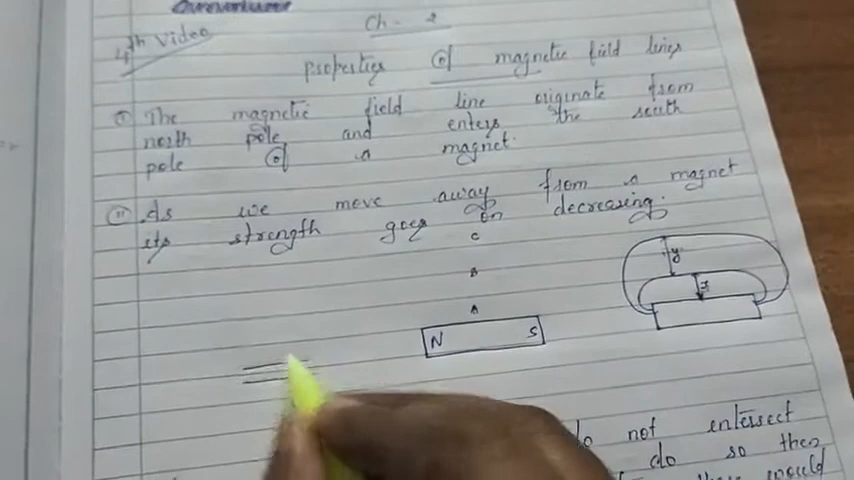 Ch - 2
4th Video
properties of magnetic field lines
(i) The magnetic field line originate from
north pole and enters the south
pole of a magnet.
(ii) As we move away from a magnet
its strength goes on decreasing.
C
B
A
N S
y
x
do not intersect
do so then
would